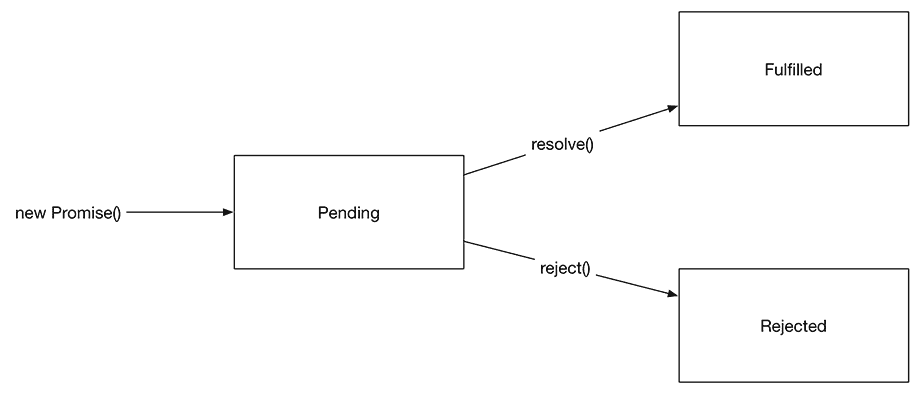 new Promise()
Pending
resolve()
Fulfilled
reject()
Rejected